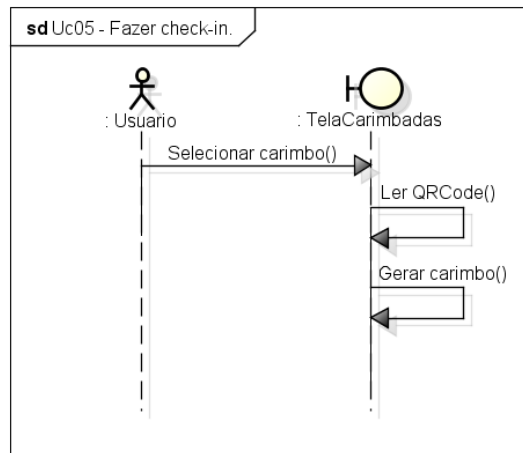 sd Uc05 - Fazer check-in.
: Usuario
: TelaCarimbadas
Selecionar carimbo()
Ler QRCode()
Gerar carimbo()